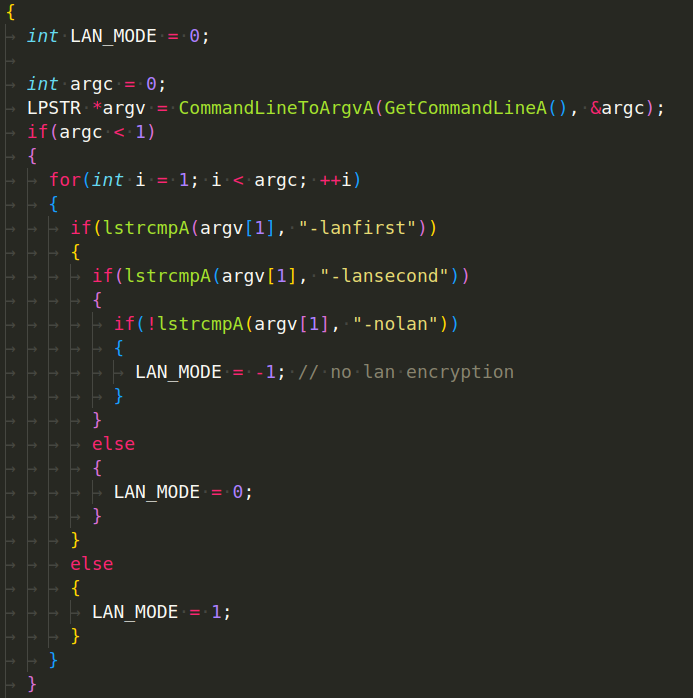 {
int LAN_MODE = 0;
int argc = 0;
LPSTR *argv = CommandLineToArgvA(GetCommandLineA(), &argc);
if(argc < 1)
{
for(int i = 1; i < argc; ++i)
{
if(lstrcmpA(argv[1], "-lanfirst"))
{
if(lstrcmpA(argv[1], "-lansecond"))
{
if(!lstrcmpA(argv[1], "-nolan"))
{
LAN_MODE = -1; // no lan encryption
}
}
else
{
LAN_MODE = 0;
}
}
else
{
LAN_MODE = 1;
}
}
}